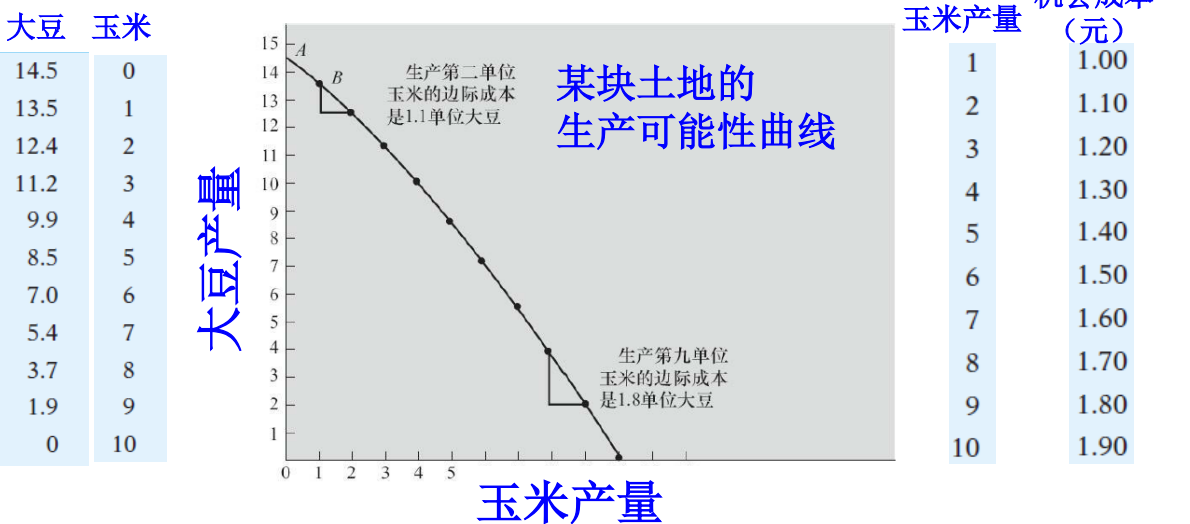 大豆 玉米
14.5 0
13.5 1
12.4 2
11.2 3
9.9 4
8.5 5
7.0 6
5.4 7
3.7 8
1.9 9
0 10
大豆产量
15
14
13
12
11
10
9
8
7
6
5
4
3
2
1
A
B
生产第二单位
玉米的边际成本
是1.1单位大豆
某块土地的
生产可能性曲线
生产第九单位
玉米的边际成本
是1.8单位大豆
0 1 2 3 4 5
玉米产量
玉米产量 机会成本
（元）
1 1.00
2 1.10
3 1.20
4 1.30
5 1.40
6 1.50
7 1.60
8 1.70
9 1.80
10 1.90